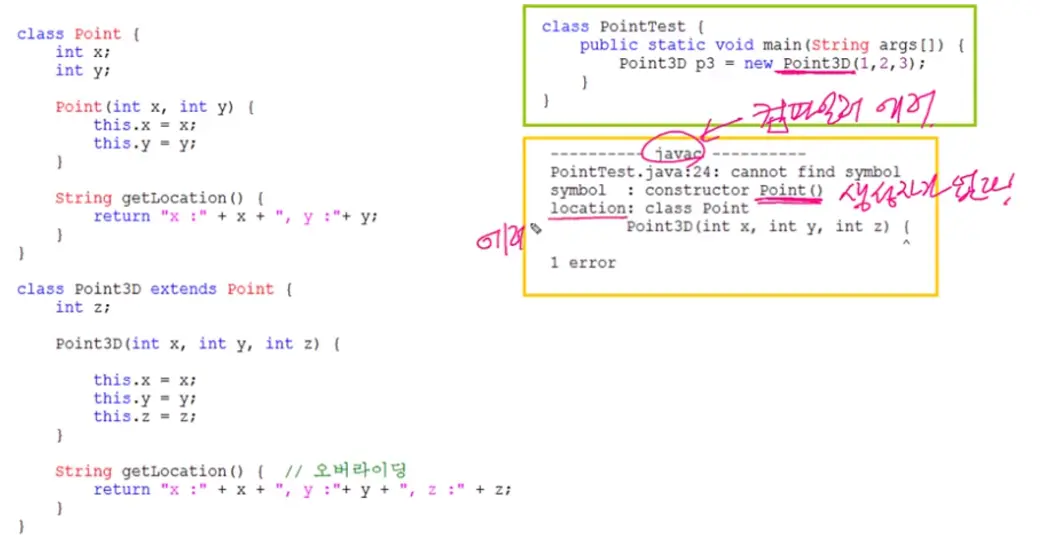 class Point {
int x;
int y;
Point(int x, int y) {
this.x = x;
this.y = y;
}
String getLocation() {
return "x :" + x + ", y :"+ y;
}
}
class Point3D extends Point {
int z;
Point3D(int x, int y, int z) {
this.x = x;
this.y = y;
this.z = z;
}
String getLocation() { // 오버라이딩
return "x :" + x + ", y :"+ y + ", z :" + z;
}
}
class PointTest {
public static void main(String args[]) {
Point3D p3 = new Point3D(1,2,3);
}
}
컴파일러 에러.
---------- javac ----------
PointTest.java:24: cannot find symbol
symbol : constructor Point() 생성자가 없다!
location: class Point
에러
Point3D(int x, int y, int z) {
^
1 error